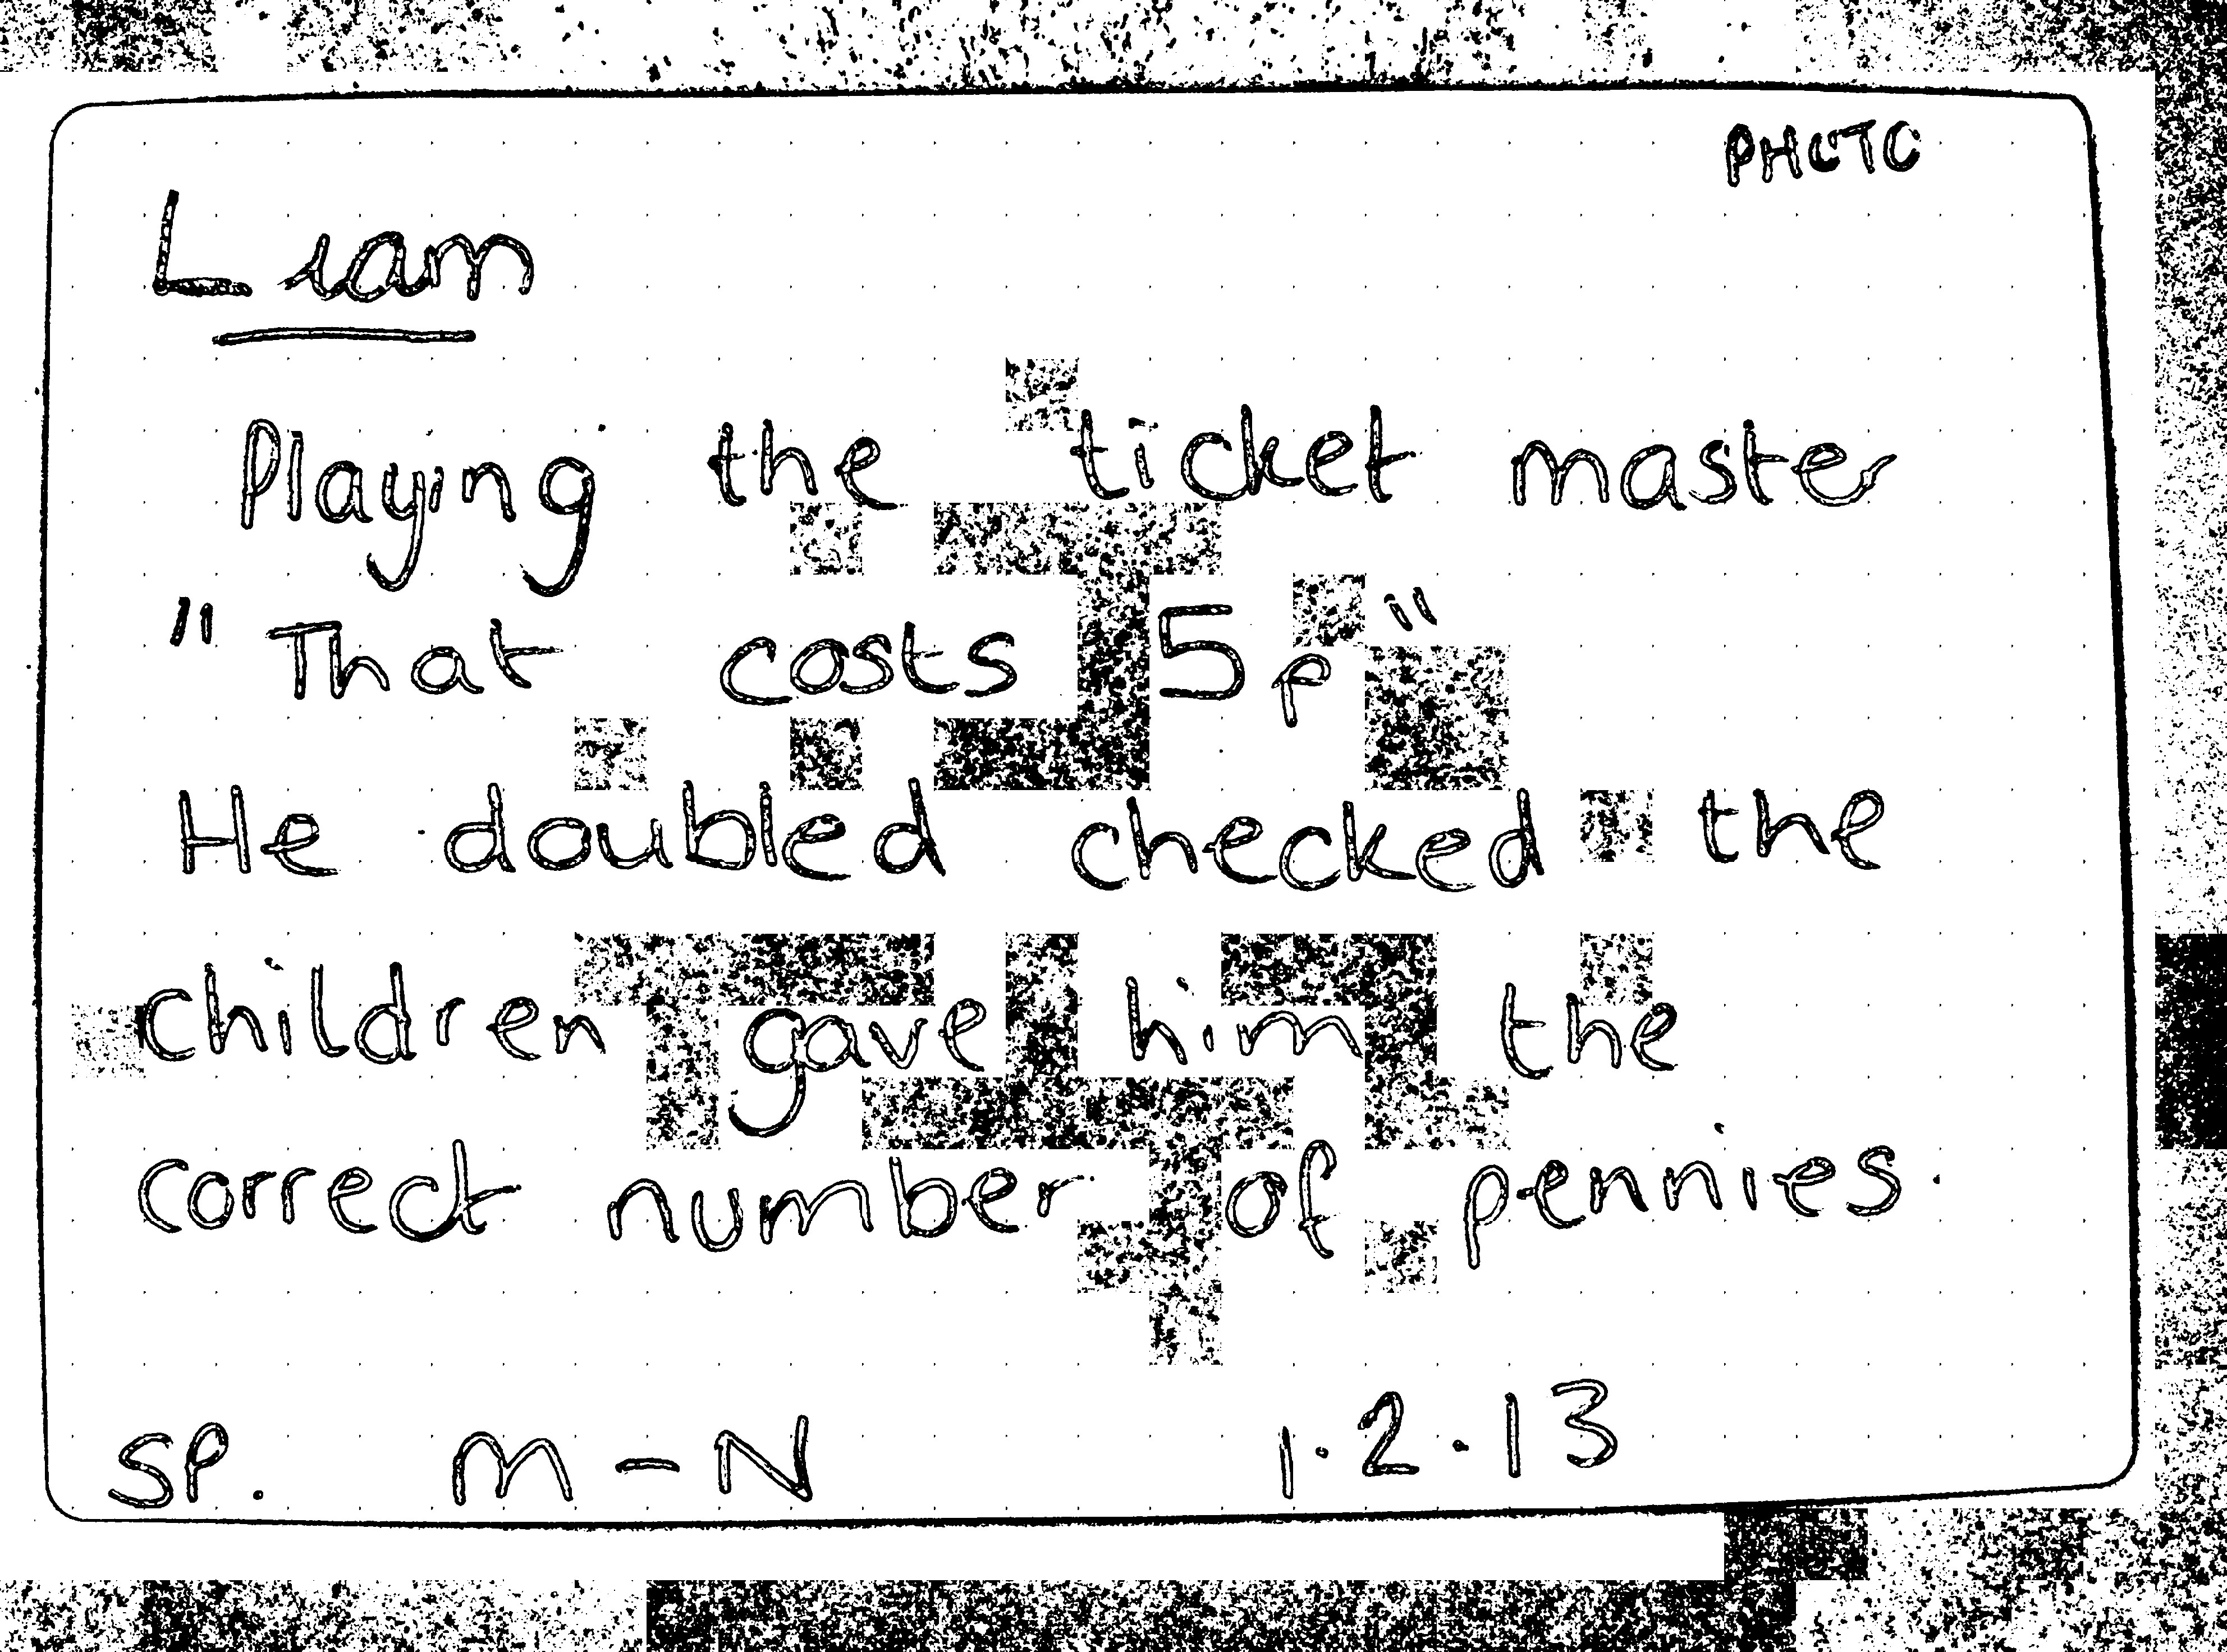 PHOTO
Liam
Playing the ticket master
"That costs 5p"
He doubled checked the
children gave him the
correct number of pennies.
SP. M-N 1.2.13